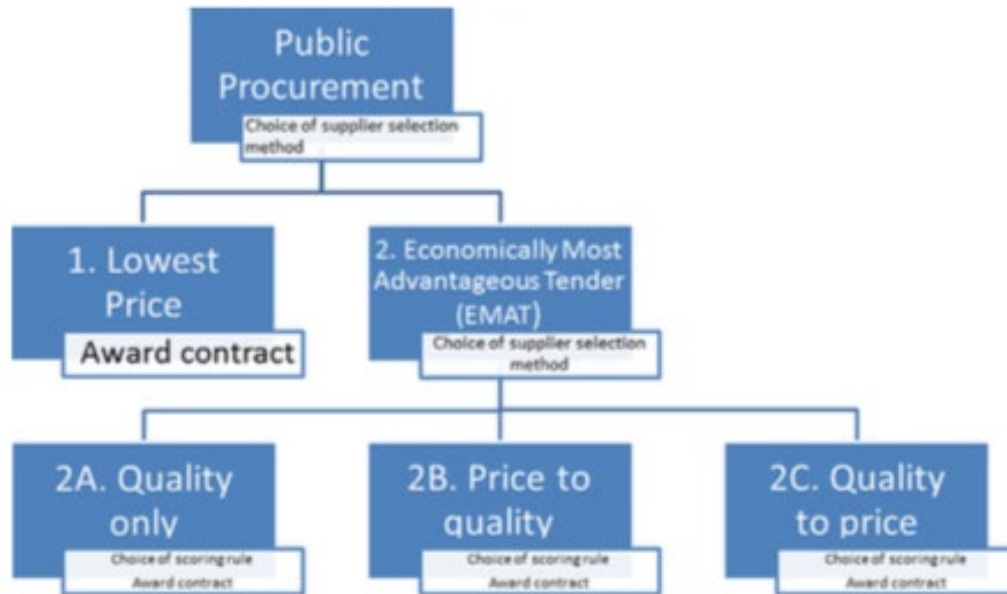 Public
Procurement
Choice of supplier selection
method
1. Lowest
Price
Award contract
2. Economically Most
Advantageous Tender
(EMAT)
Choice of supplier selection
method
2A. Quality
only
Choice of scoring rule
Award contract
2B. Price to
quality
Choice of scoring rule
Award contract
2C. Quality
to price
Choice of scoring rule
Award contract